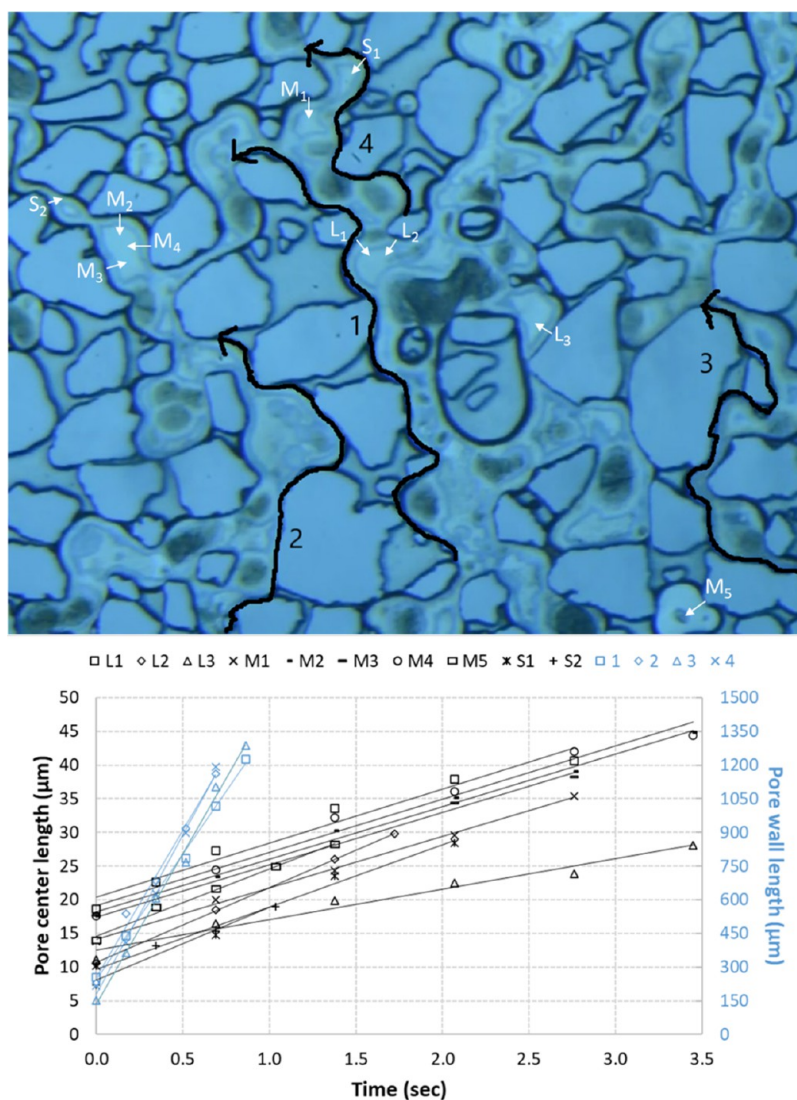 S1
M1
4
S2
M2
M4
M3
L1 L2
1
L3
3
2
M5
L1 L2 L3 M1 M2 M3 M4 M5 S1 S2 1 2 3 4
50 1500
45 1350
40 1200
35 1050
30 900
25 750
20 600
15 450
10 300
5 150
0 0
Pore center length (μm)
Pore wall length (μm)
0.0 0.5 1.0 1.5 2.0 2.5 3.0 3.5
Time (sec)